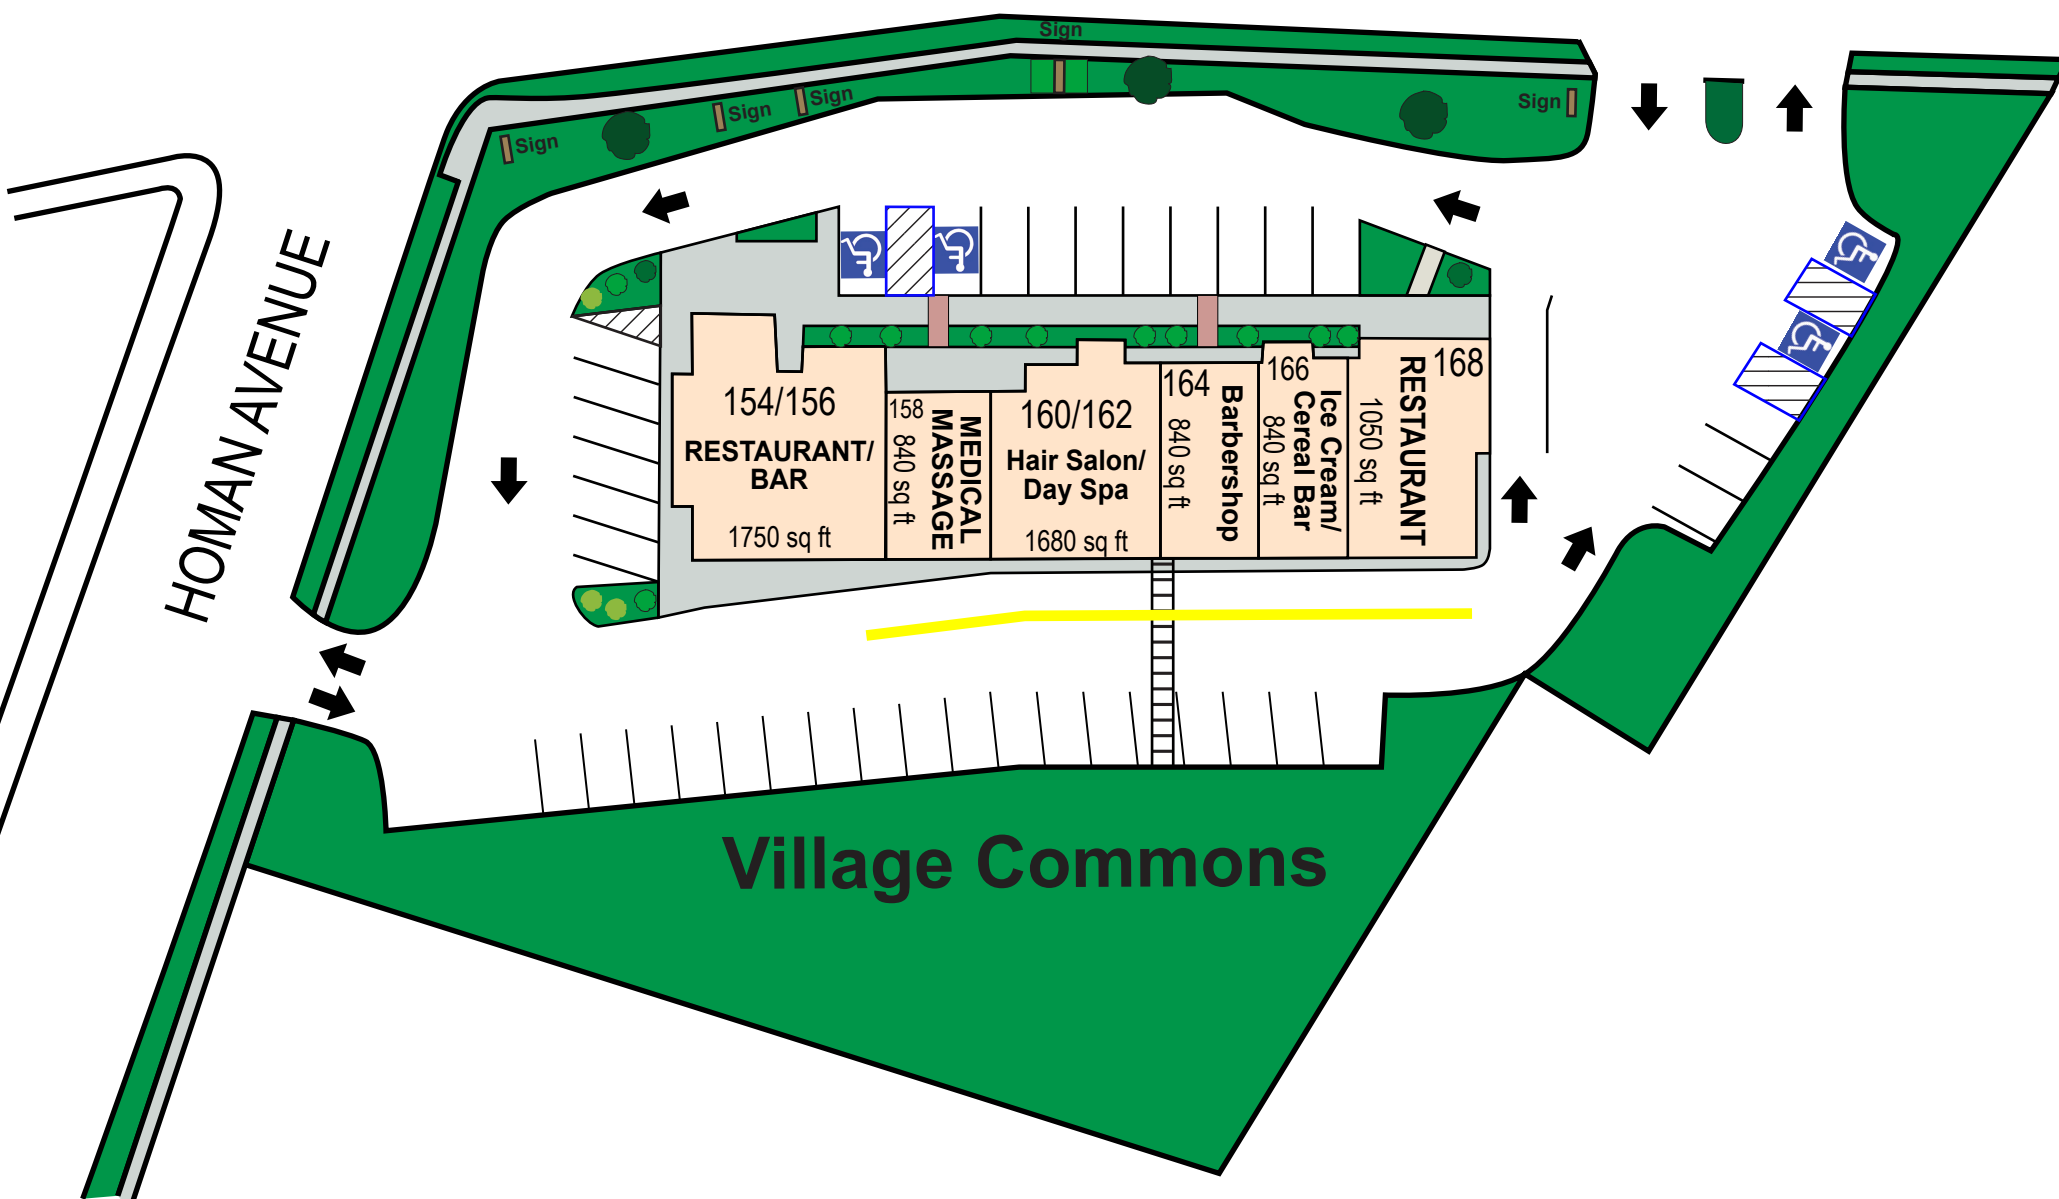 Sign
Sign
Sign
Sign
Sign
HOMAN AVENUE
154/156
RESTAURANT/
BAR
1750 sq ft
158
840 sq ft
MEDICAL
MASSAGE
160/162
Hair Salon/
Day Spa
1680 sq ft
164
840 sq ft
Barbershop
166
840 sq ft
Ice Cream/
Cereal Bar
168
1050 sq ft
RESTAURANT
Village Commons